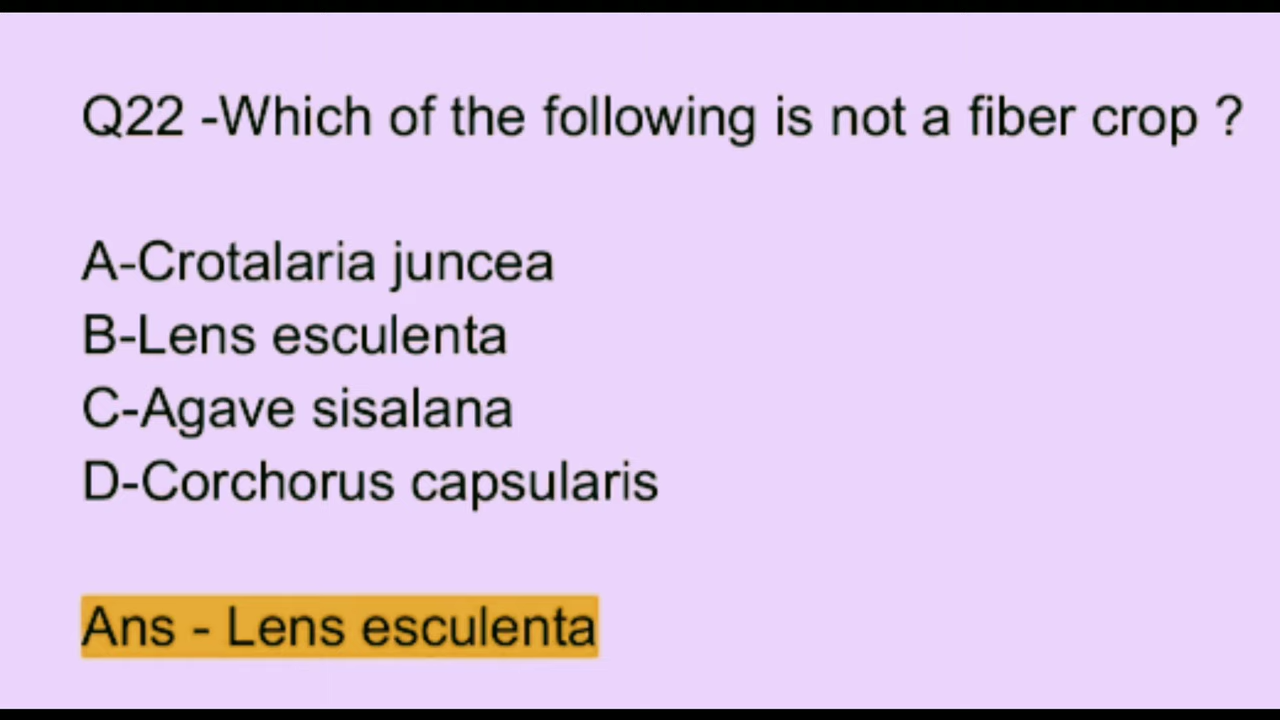 Q22 -Which of the following is not a fiber crop ?
A-Crotalaria juncea
B-Lens esculenta
C-Agave sisalana
D-Corchorus capsularis
Ans - Lens esculenta